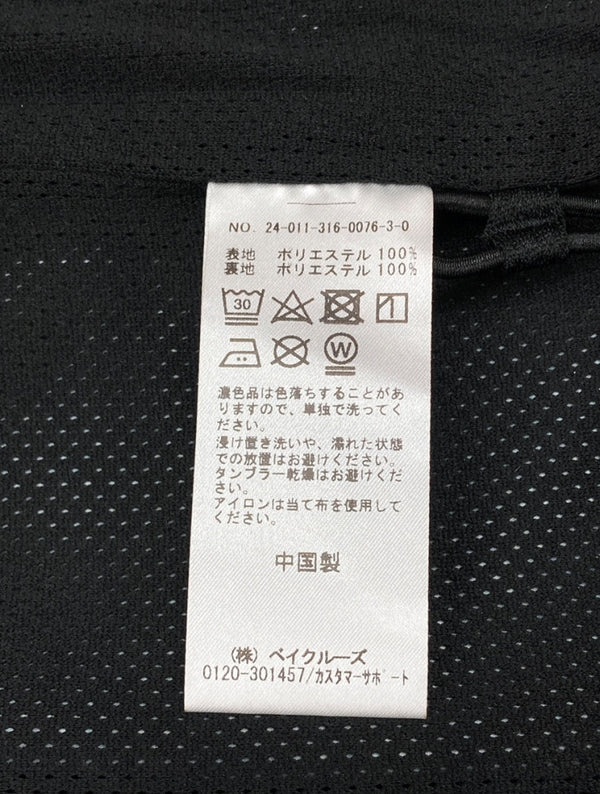 NO. 24-011-316-0076-3-0
表地 ポリエステル 100%
裏地 ポリエステル 100%
30
W
濃色品は色落ちすることがあ
りますので、単独で洗ってく
ださい。
浸け置き洗いや、濡れた状態
での放置はお避けください。
タンブラー乾燥はお避けくだ
さい。
アイロンは当て布を使用して
ください。
中国製
(株) ベイクルーズ
0120-301457/カスタマーサポート